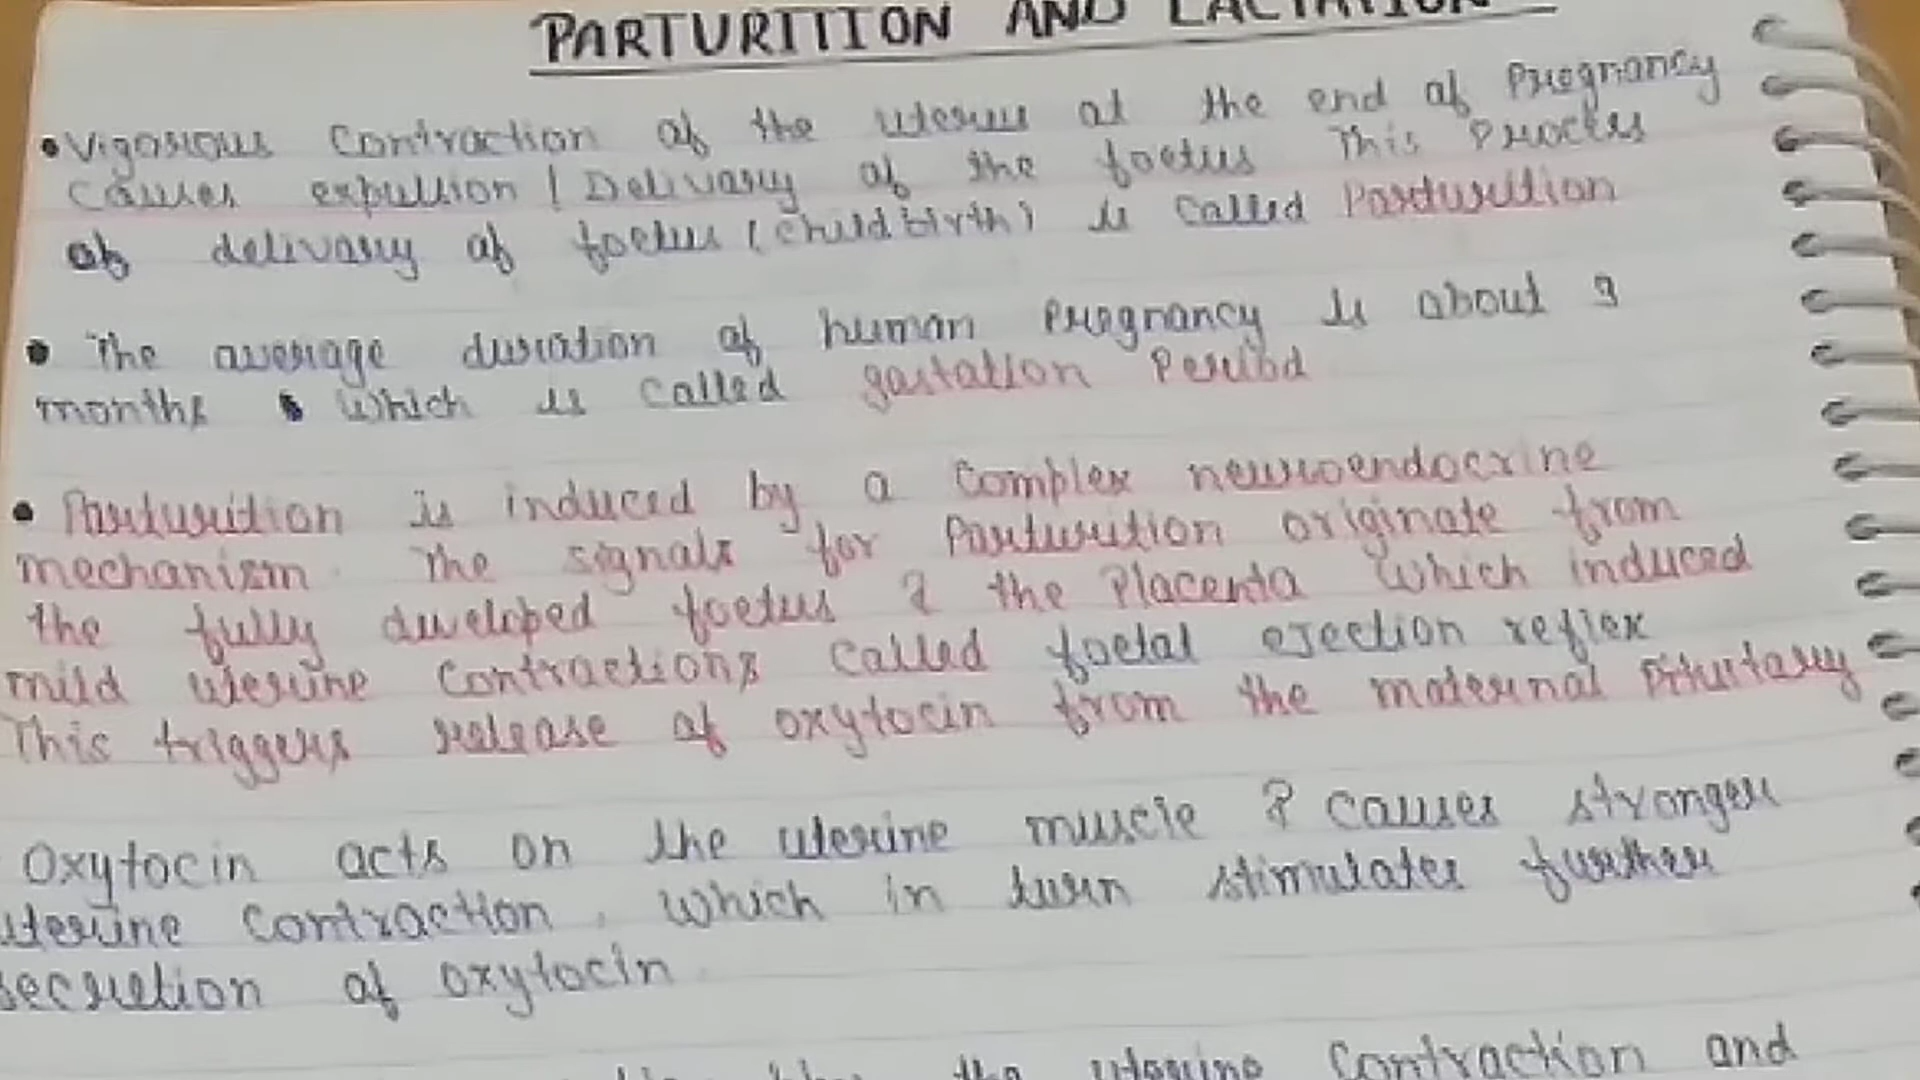 PARTURITION AND LACTATION
• Vigorious Contraction of the uterus at the end of Pregnancy
causes expulsion / Delivary of the foetus This Process
of delivary of foetus (childbirth) is called Parturition
• The average duration of human Pregnancy is about 9
months which is called gastation Period
• Parturition is induced by a complex neuroendocrine
mechanism. The signals for Parturition originate from
the fully developed foetus & the Placenta which induced
mild uterine contractions called foetal ejection reflex
This triggers release of oxytocin from the maternal Pituitary
Oxytocin acts on the uterine muscle & causes stronger
uterine contraction, which in turn stimulates further
secretion of oxytocin
the uterine contraction and